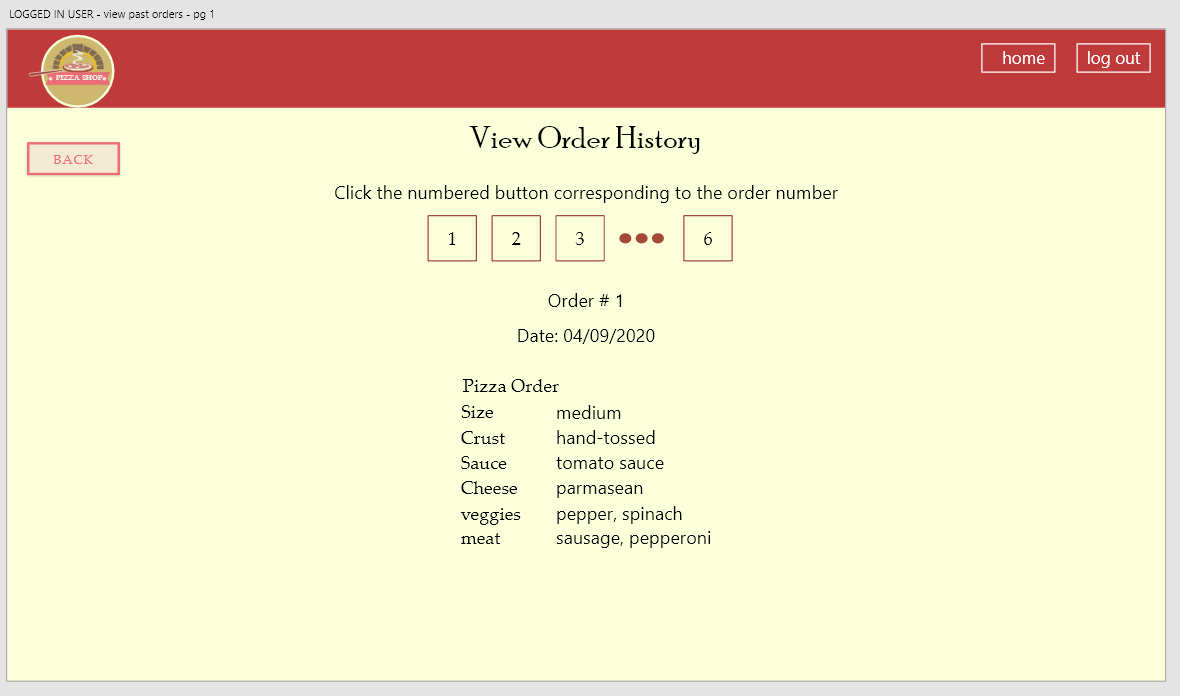 LOGGED IN USER - view past orders - pg 1
PIZZA SHOP
home
log out
BACK
View Order History
Click the numbered button corresponding to the order number
1 2 3 6
Order # 1
Date: 04/09/2020
Pizza Order
Size medium
Crust hand-tossed
Sauce tomato sauce
Cheese parmasean
veggies pepper, spinach
meat sausage, pepperoni